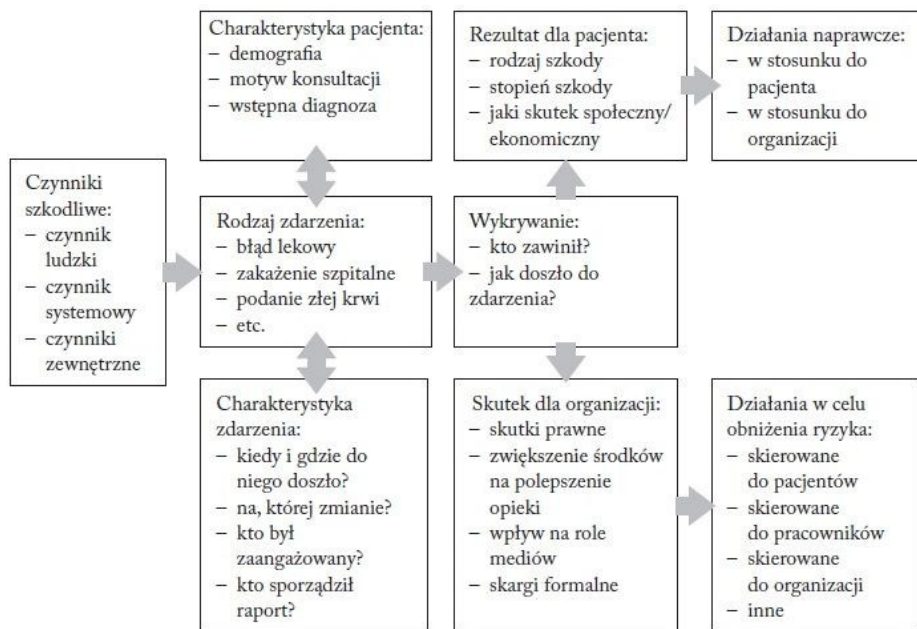 Charakterystyka pacjenta:
– demografia
– motyw konsultacji
– wstępna diagnoza
Rezultat dla pacjenta:
– rodzaj szkody
– stopień szkody
– jaki skutek społeczny/
ekonomiczny
Działania naprawcze:
– w stosunku do
pacjenta
– w stosunku do
organizacji
Czynniki
szkodliwe:
– czynnik
ludzki
– czynnik
systemowy
– czynniki
zewnętrzne
Rodzaj zdarzenia:
– błąd lekowy
– zakażenie szpitalne
– podanie złej krwi
– etc.
Wykrywanie:
– kto zawinił?
– jak doszło do
zdarzenia?
Charakterystyka
zdarzenia:
– kiedy i gdzie do
niego doszło?
– na, której zmianie?
– kto był
zaangażowany?
– kto sporządził
raport?
Skutek dla organizacji:
– skutki prawne
– zwiększenie środków
na polepszenie
opieki
– wpływ na role
mediów
– skargi formalne
Działania w celu
obniżenia ryzyka:
– skierowane
do pacjentów
– skierowane
do pracowników
– skierowane
do organizacji
– inne